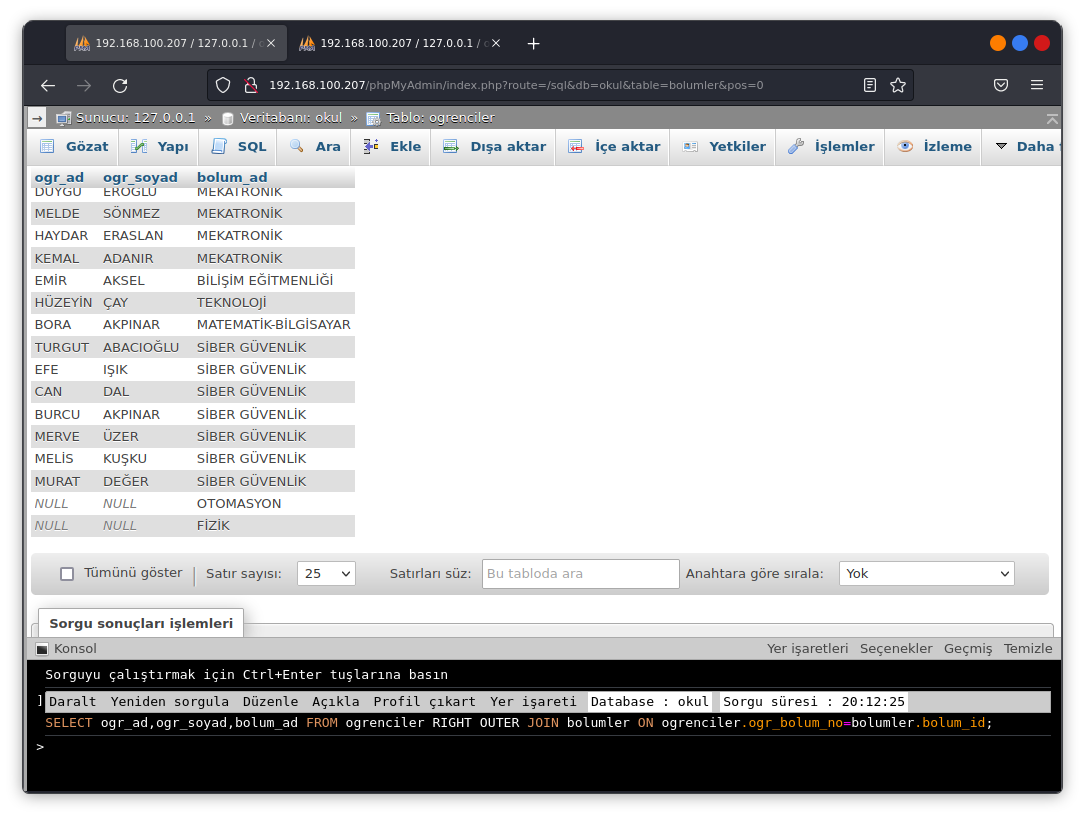 192.168.100.207 / 127.0.0.1 / 192.168.100.207 / 127.0.0.1 /
192.168.100.207/phpMyAdmin/index.php?route=/sql&db=okul&table=bolumler&pos=0
Sunucu: 127.0.0.1 » Veritabanı: okul » Tablo: ogrenciler
Gözat Yapı SQL Ara Ekle Dışa aktar İçe aktar Yetkiler İşlemler İzleme Daha
ogr_ad ogr_soyad bolum_ad
DUYGU EROĞLU MEKATRONİK
MELDE SÖNMEZ MEKATRONİK
HAYDAR ERASLAN MEKATRONİK
KEMAL ADANIR MEKATRONİK
EMİR AKSEL BİLİŞİM EĞİTMENLİĞİ
HÜZEYİN ÇAY TEKNOLOJİ
BORA AKPINAR MATEMATİK-BİLGİSAYAR
TURGUT ABACIOĞLU SİBER GÜVENLİK
EFE IŞIK SİBER GÜVENLİK
CAN DAL SİBER GÜVENLİK
BURCU AKPINAR SİBER GÜVENLİK
MERVE ÜZER SİBER GÜVENLİK
MELİS KUŞKU SİBER GÜVENLİK
MURAT DEĞER SİBER GÜVENLİK
NULL NULL OTOMASYON
NULL NULL FİZİK
Tümünü göster Satır sayısı: 25 Satırları süz: Bu tabloda ara Anahtara göre sırala: Yok
Sorgu sonuçları işlemleri
Konsol Yer işaretleri Seçenekler Geçmiş Temizle
Sorguyu çalıştırmak için Ctrl+Enter tuşlarına basın
]Daralt Yeniden sorgula Düzenle Açıkla Profil çıkart Yer işareti Database : okul Sorgu süresi : 20:12:25
SELECT ogr_ad,ogr_soyad,bolum_ad FROM ogrenciler RIGHT OUTER JOIN bolumler ON ogrenciler.ogr_bolum_no=bolumler.bolum_id;
>